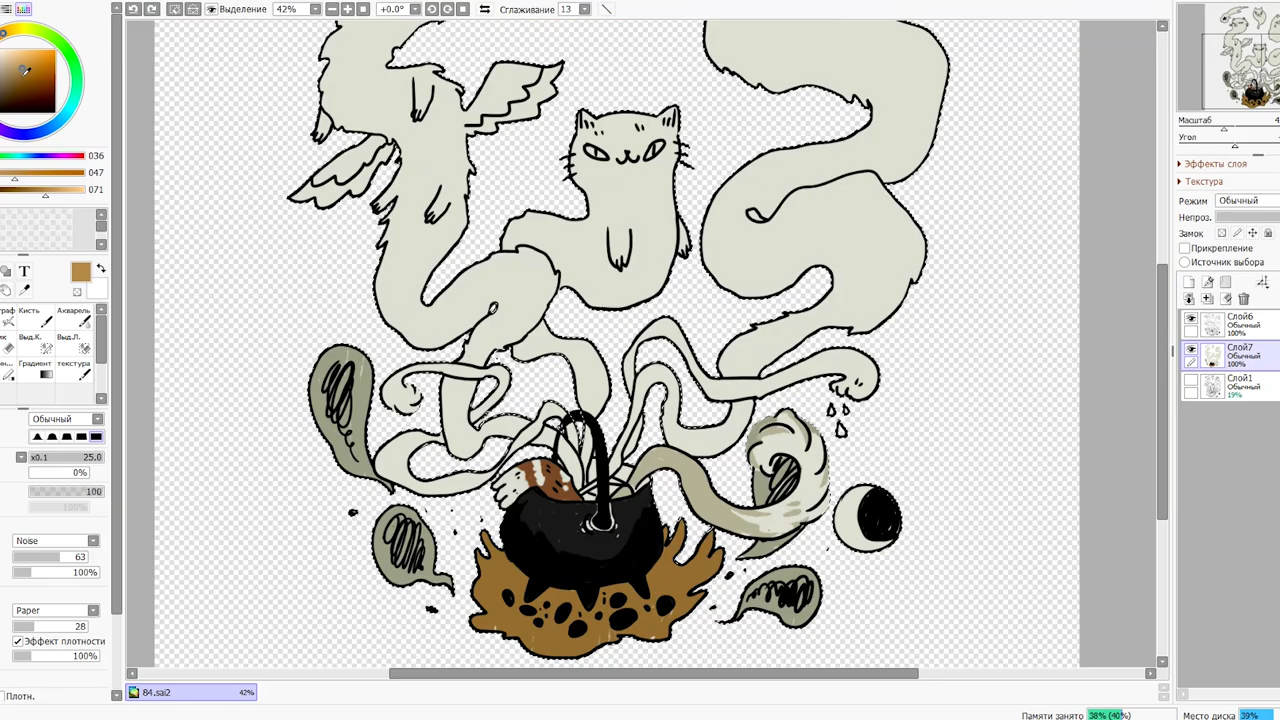 Выделение 42% +0.0° Сглаживание 13
036
047
071
T
Кисть Акварель
Выд.К. Выд.Л.
Градиент текстура
Обычный
x0.1 25.0
0%
100
100%
Noise
63
100%
Paper
28
Эффект плотности
100%
Плотн.
84.sai2 42%
Масштаб 4
Угол
Эффекты слоя
Текстура
Режим Обычный
Непроз.
Замок
Прикрепление
Источник выбора
Слой6
Обычный
100%
Слой7
Обычный
100%
Слой1
Обычный
19%
Памяти занято 38% (40%) Место диска 39%